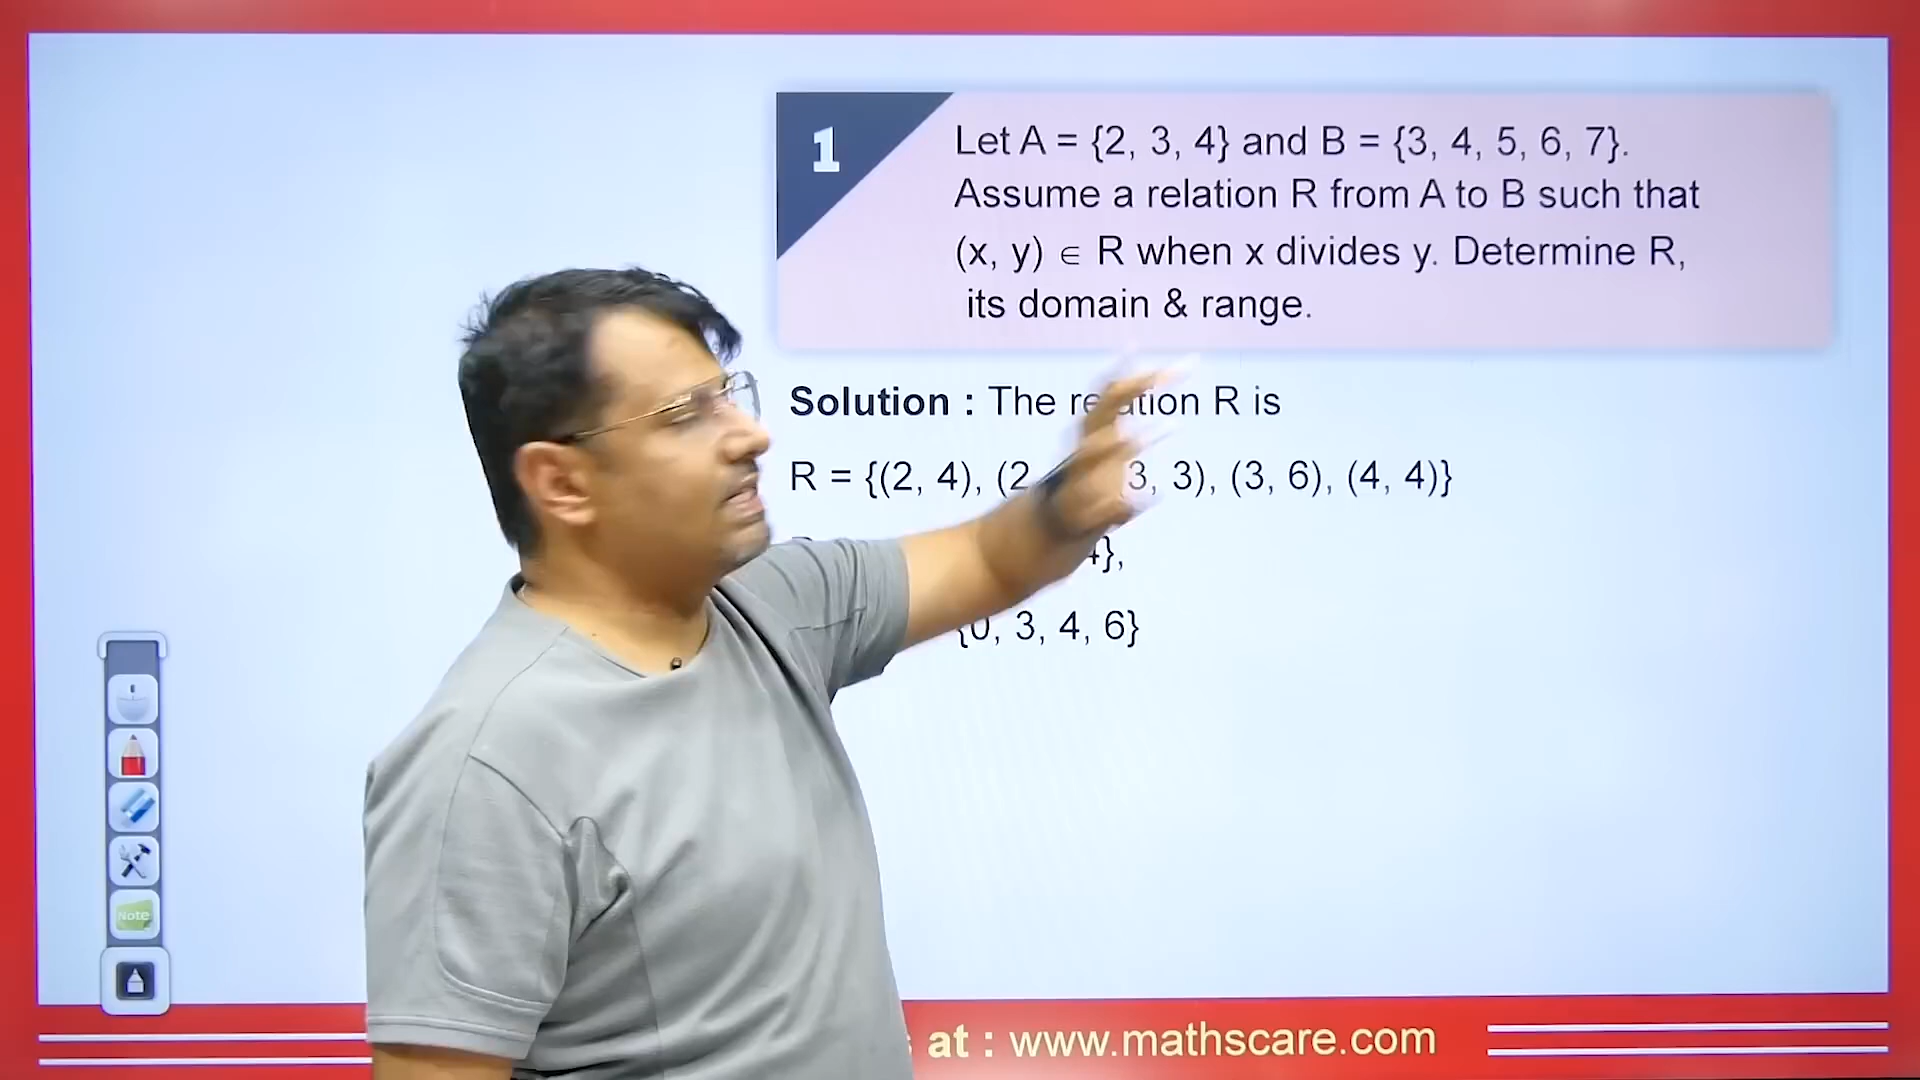 1
Let A = {2, 3, 4} and B = {3, 4, 5, 6, 7}.
Assume a relation R from A to B such that
(x, y) ∈ R when x divides y. Determine R,
its domain & range.
Solution : The relation R is
R = {(2, 4), (2, 3, 3), (3, 6), (4, 4)}
4},
{0, 3, 4, 6}
Note
at : www.mathscare.com